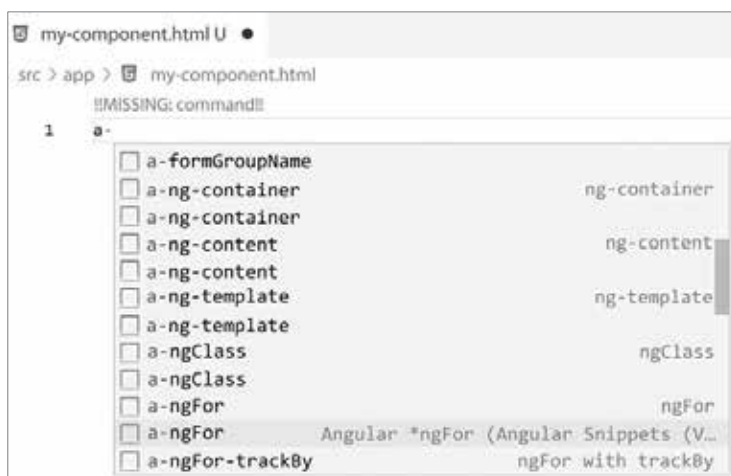 my-component.html U ●
src > app > my-component.html
!!MISSING: command!!
1 a-
a-formGroupName
a-ng-container ng-container
a-ng-container
a-ng-content ng-content
a-ng-content
a-ng-template ng-template
a-ng-template
a-ngClass ngClass
a-ngClass
a-ngFor ngFor
a-ngFor Angular *ngFor (Angular Snippets (V…
a-ngFor-trackBy ngFor with trackBy